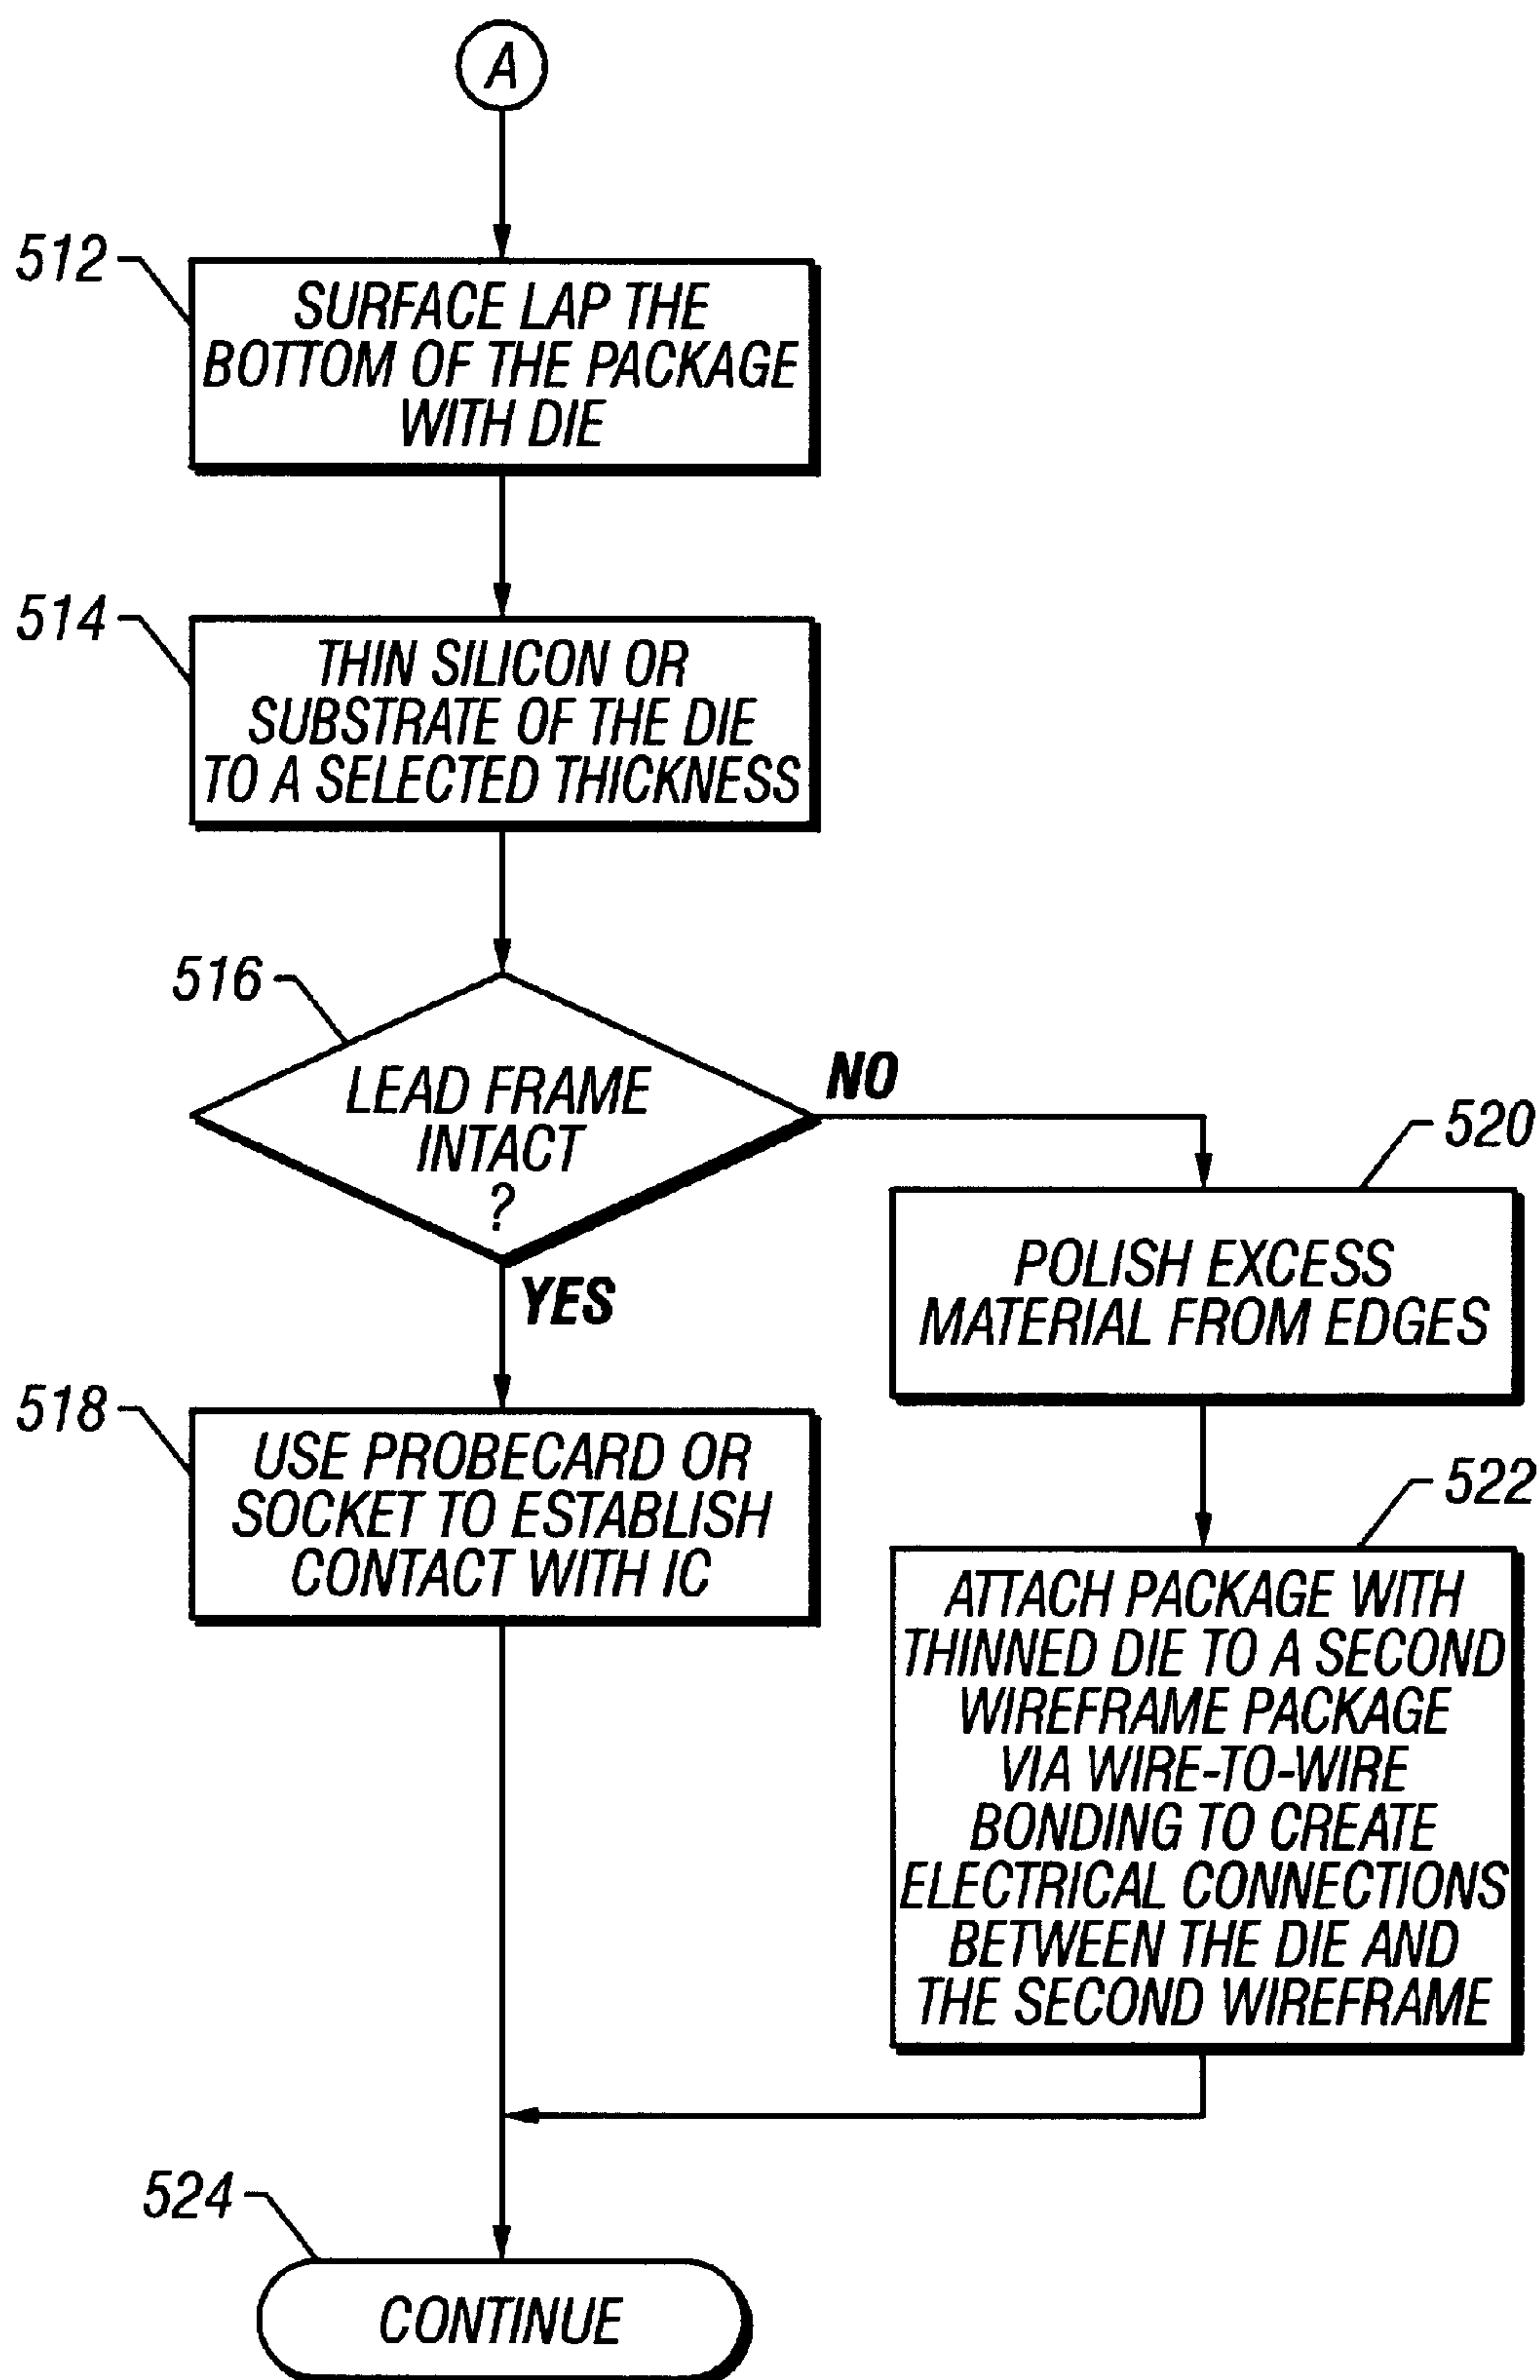 A
512
SURFACE LAP THE
BOTTOM OF THE PACKAGE
WITH DIE
514
THIN SILICON OR
SUBSTRATE OF THE DIE
TO A SELECTED THICKNESS
516
LEAD FRAME
INTACT
?
NO
YES
518
USE PROBECARD OR
SOCKET TO ESTABLISH
CONTACT WITH IC
520
POLISH EXCESS
MATERIAL FROM EDGES
522
ATTACH PACKAGE WITH
THINNED DIE TO A SECOND
WIREFRAME PACKAGE
VIA WIRE-TO-WIRE
BONDING TO CREATE
ELECTRICAL CONNECTIONS
BETWEEN THE DIE AND
THE SECOND WIREFRAME
524
CONTINUE